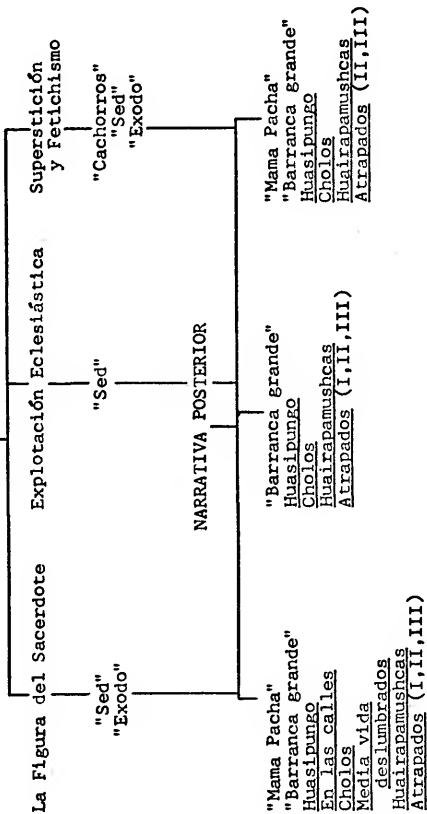 La Figura del Sacerdote
Explotación Eclesiástica
Superstición
y Fetichismo
"Sed"
"Exodo"
"Sed"
"Cachorros"
"Sed"
"Exodo"
NARRATIVA POSTERIOR
"Mama Pacha"
"Barranca grande"
Huasipungo
En las calles
Cholos
Media vida
deslumbrados
Huairapamushcas
Atrapados (I,II,III)
"Barranca grande"
Huasipungo
Cholos
Huairapamushcas
Atrapados (I,II,III)
"Mama Pacha"
"Barranca grande"
Huasipungo
Cholos
Huairapamushcas
Atrapados (II,III)